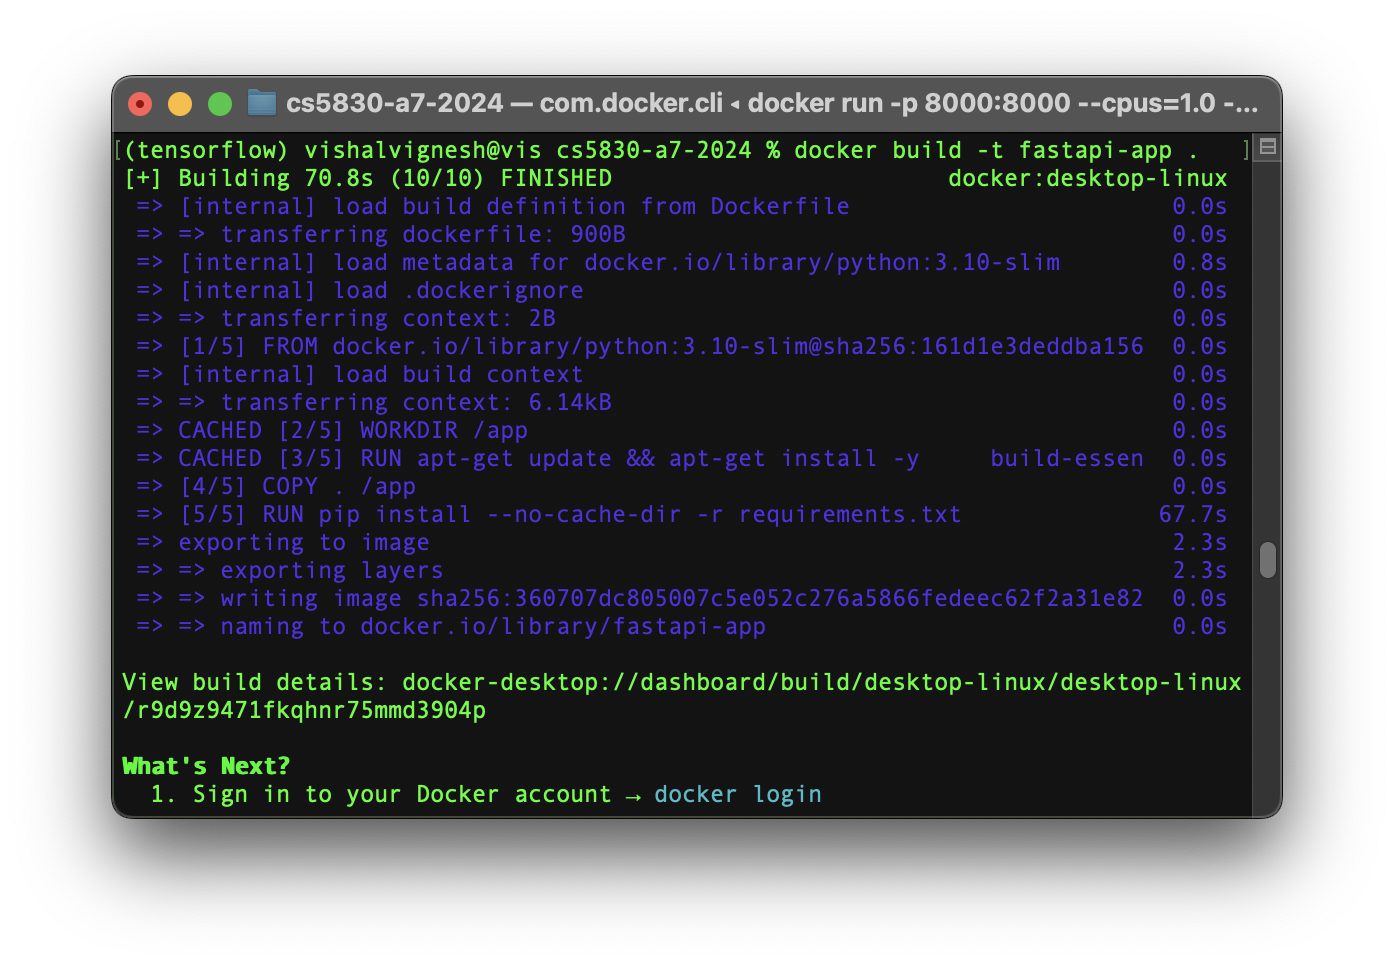 cs5830-a7-2024 — com.docker.cli ◂ docker run -p 8000:8000 --cpus=1.0 -...
[(tensorflow) vishalvignesh@vis cs5830-a7-2024 % docker build -t fastapi-app . ]
[+] Building 70.8s (10/10) FINISHED docker:desktop-linux
=> [internal] load build definition from Dockerfile 0.0s
=> => transferring dockerfile: 900B 0.0s
=> [internal] load metadata for docker.io/library/python:3.10-slim 0.8s
=> [internal] load .dockerignore 0.0s
=> => transferring context: 2B 0.0s
=> [1/5] FROM docker.io/library/python:3.10-slim@sha256:161d1e3deddba156 0.0s
=> [internal] load build context 0.0s
=> => transferring context: 6.14kB 0.0s
=> CACHED [2/5] WORKDIR /app 0.0s
=> CACHED [3/5] RUN apt-get update && apt-get install -y build-essen 0.0s
=> [4/5] COPY . /app 0.0s
=> [5/5] RUN pip install --no-cache-dir -r requirements.txt 67.7s
=> exporting to image 2.3s
=> => exporting layers 2.3s
=> => writing image sha256:360707dc805007c5e052c276a5866fedeec62f2a31e82 0.0s
=> => naming to docker.io/library/fastapi-app 0.0s
View build details: docker-desktop://dashboard/build/desktop-linux/desktop-linux
/r9d9z9471fkqhnr75mmd3904p
What's Next?
1. Sign in to your Docker account → docker login